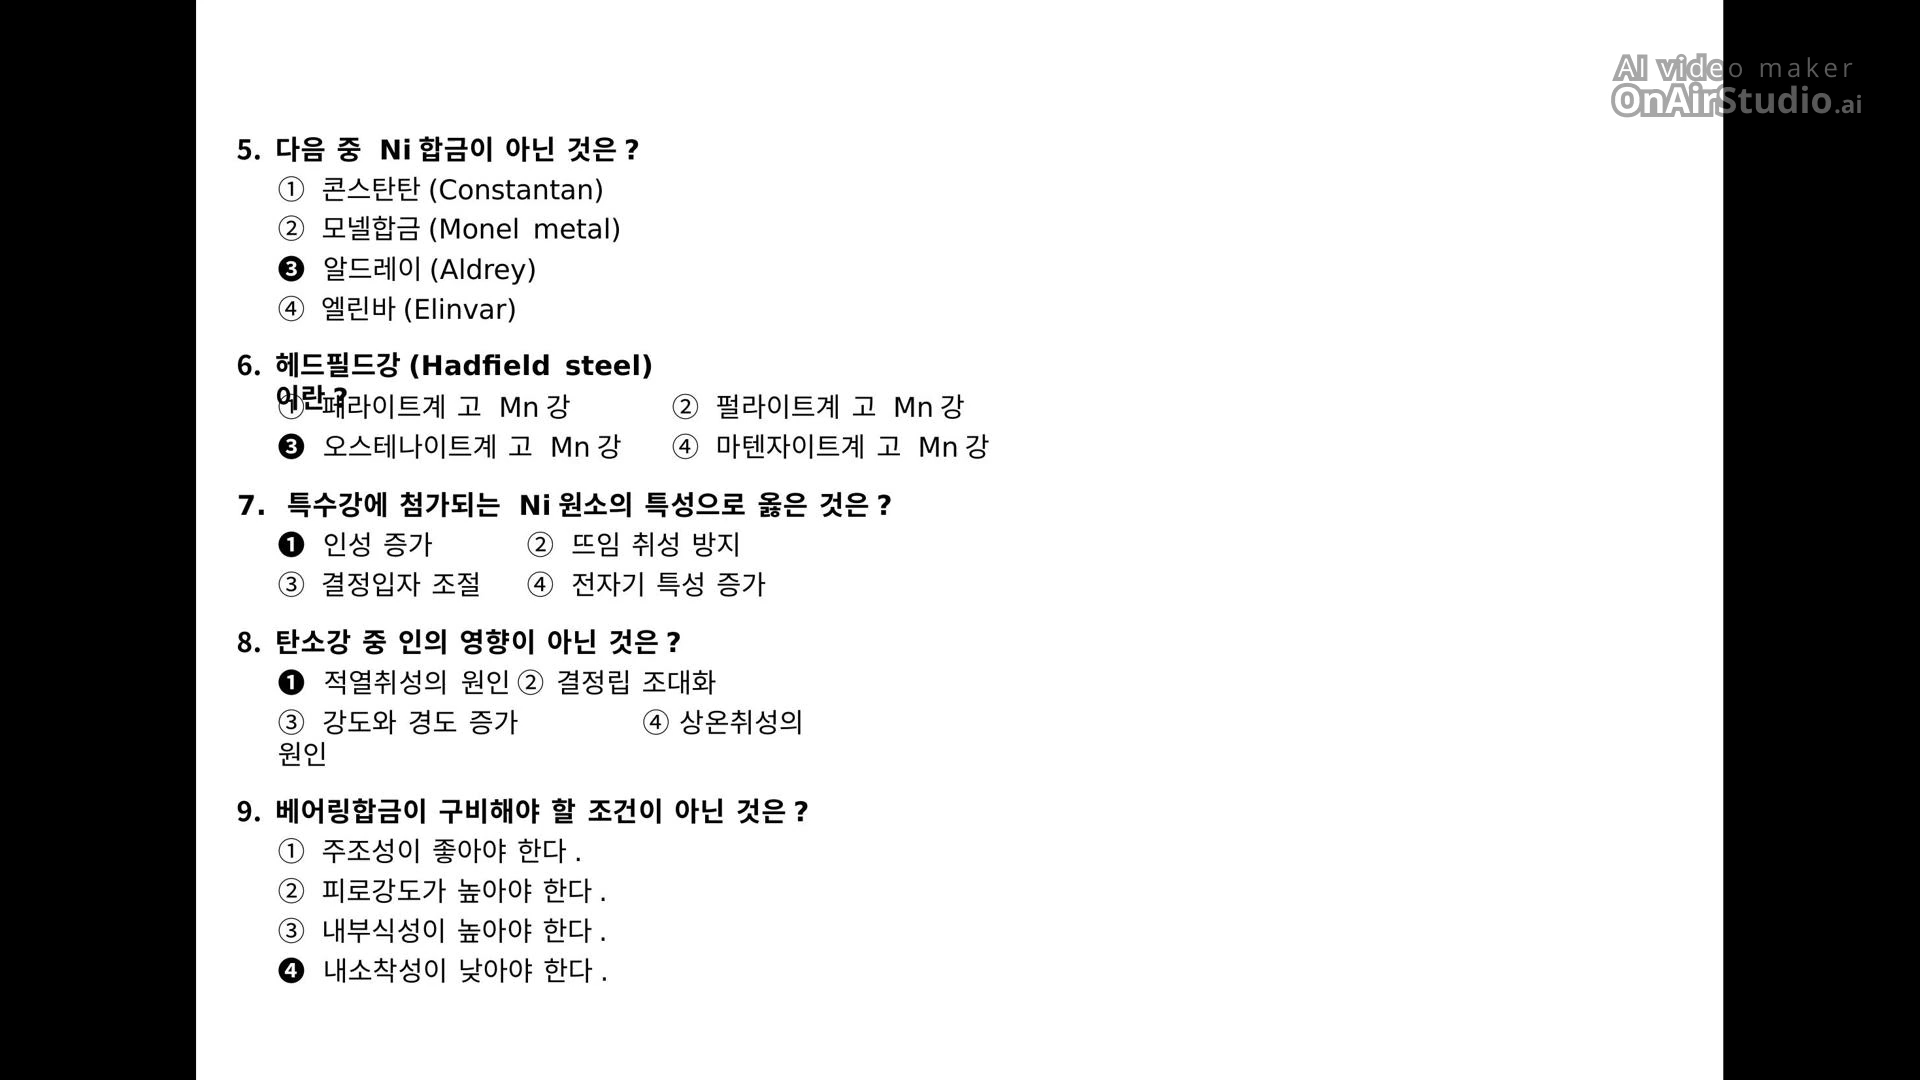 AI video maker
OnAirStudio.ai
5. 다음 중 Ni합금이 아닌 것은?
① 콘스탄탄(Constantan)
② 모넬합금(Monel metal)
❸ 알드레이(Aldrey)
④ 엘린바(Elinvar)
6. 헤드필드강(Hadfield steel)
이란?
① 페라이트계 고 Mn강 ② 펄라이트계 고 Mn강
❸ 오스테나이트계 고 Mn강 ④ 마텐자이트계 고 Mn강
7. 특수강에 첨가되는 Ni원소의 특성으로 옳은 것은?
❶ 인성 증가 ② 뜨임 취성 방지
③ 결정입자 조절 ④ 전자기 특성 증가
8. 탄소강 중 인의 영향이 아닌 것은?
❶ 적열취성의 원인 ② 결정립 조대화
③ 강도와 경도 증가 ④ 상온취성의
원인
9. 베어링합금이 구비해야 할 조건이 아닌 것은?
① 주조성이 좋아야 한다.
② 피로강도가 높아야 한다.
③ 내부식성이 높아야 한다.
❹ 내소착성이 낮아야 한다.